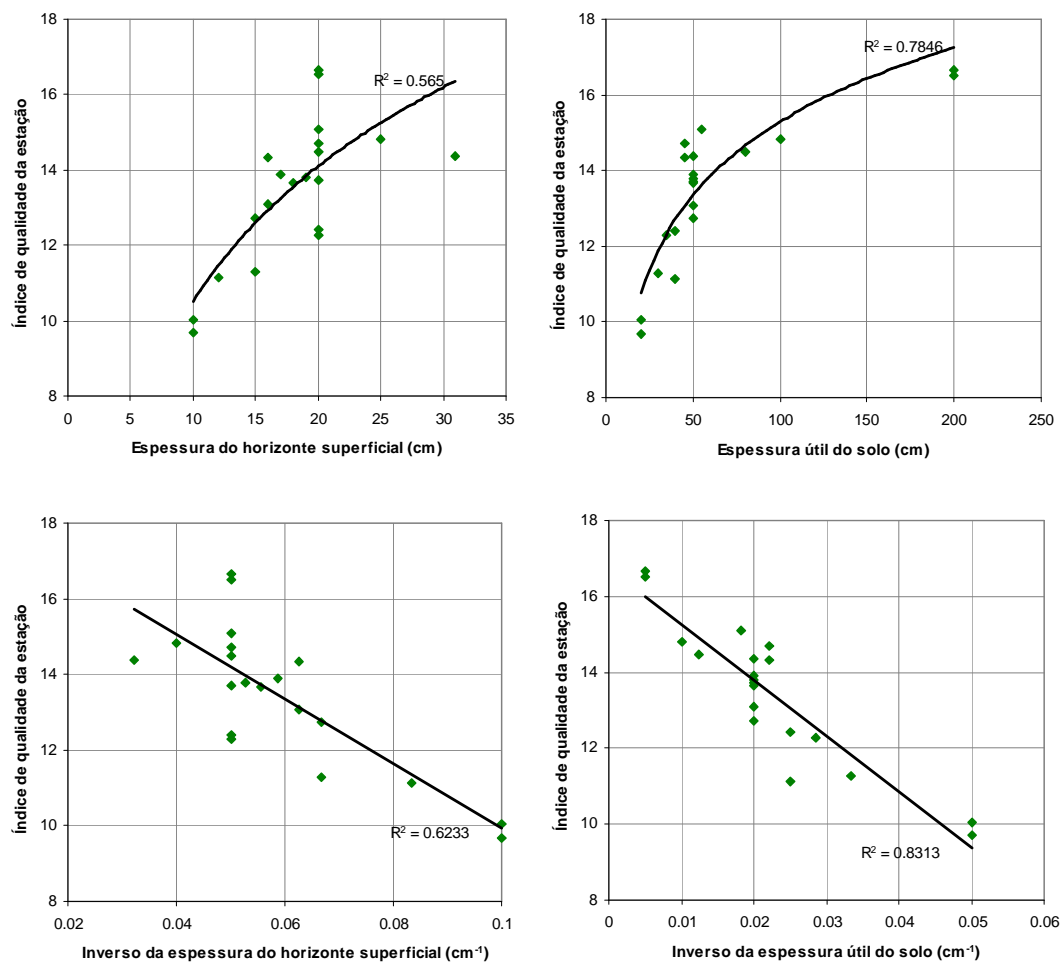 18
16
14
12
10
8
Índice de qualidade da estação
R² = 0.565
0 5 10 15 20 25 30 35
Espessura do horizonte superficial (cm)
18
16
14
12
10
8
Índice de qualidade da estação
R² = 0.7846
0 50 100 150 200 250
Espessura útil do solo (cm)
18
16
14
12
10
8
Índice de qualidade da estação
R² = 0.6233
0.02 0.04 0.06 0.08 0.1
Inverso da espessura do horizonte superficial (cm⁻¹)
18
16
14
12
10
8
Índice de qualidade da estação
R² = 0.8313
0 0.01 0.02 0.03 0.04 0.05 0.06
Inverso da espessura útil do solo (cm⁻¹)